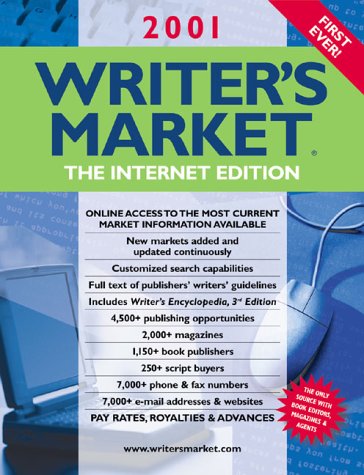 2001
FIRST
EVER!
WRITER'S
MARKET®
THE INTERNET EDITION
ONLINE ACCESS TO THE MOST CURRENT
MARKET INFORMATION AVAILABLE
New markets added and
updated continuously
Customized search capabilities
Full text of publishers' writers' guidelines
Includes Writer's Encyclopedia, 3rd Edition
4,500+ publishing opportunities
2,000+ magazines
1,150+ book publishers
250+ script buyers
7,000+ phone & fax numbers
7,000+ e-mail addresses & websites
PAY RATES, ROYALTIES & ADVANCES
THE ONLY
SOURCE WITH
BOOK EDITORS,
MAGAZINES &
AGENTS
www.writersmarket.com